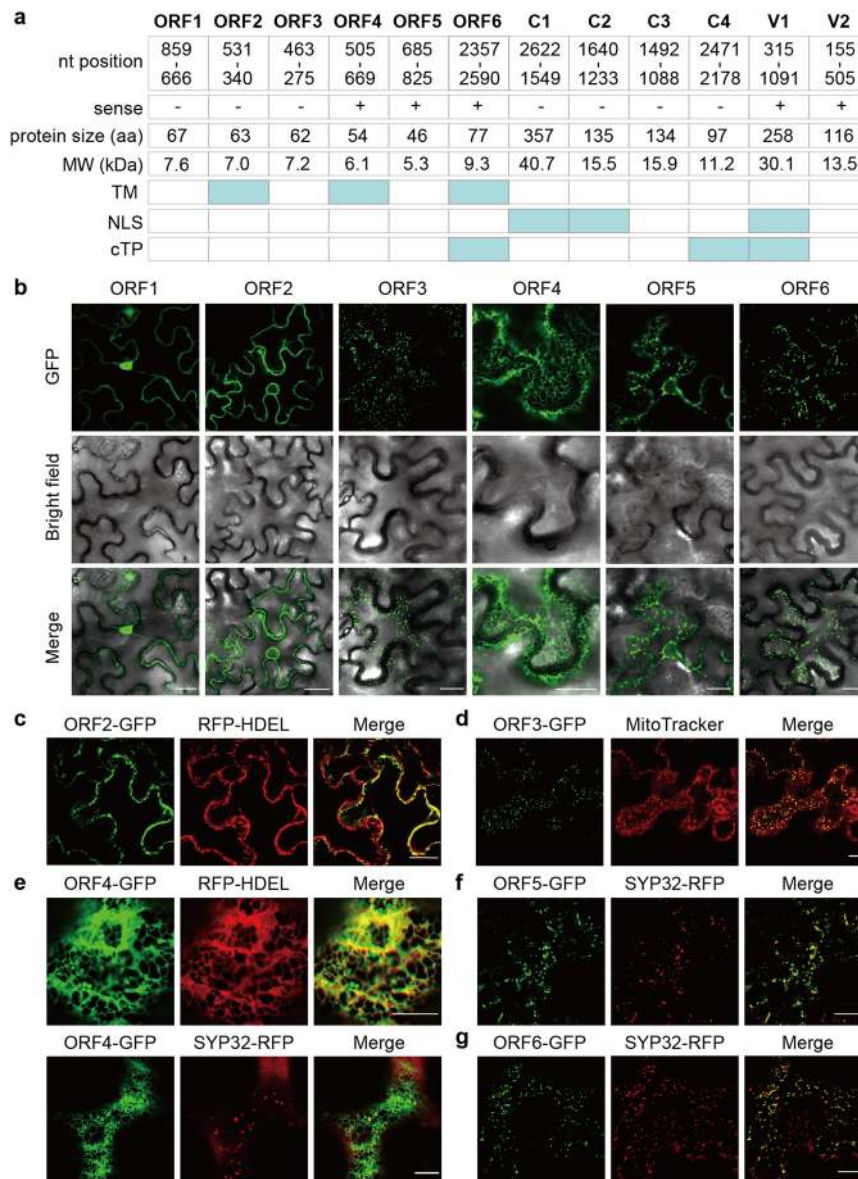 a ORF1 ORF2 ORF3 ORF4 ORF5 ORF6 C1 C2 C3 C4 V1 V2
nt position 859 - 666 531 - 340 463 - 275 505 - 669 685 - 825 2357 - 2590 2622 - 1549 1640 - 1233 1492 - 1088 2471 - 2178 315 - 1091 155 - 505
sense - - - + + + - - - - + +
protein size (aa) 67 63 62 54 46 77 357 135 134 97 258 116
MW (kDa) 7.6 7.0 7.2 6.1 5.3 9.3 40.7 15.5 15.9 11.2 30.1 13.5
TM
NLS
cTP
b ORF1 ORF2 ORF3 ORF4 ORF5 ORF6
GFP
Bright field
Merge
c ORF2-GFP RFP-HDEL Merge
d ORF3-GFP MitoTracker Merge
e ORF4-GFP RFP-HDEL Merge
f ORF5-GFP SYP32-RFP Merge
ORF4-GFP SYP32-RFP Merge
g ORF6-GFP SYP32-RFP Merge